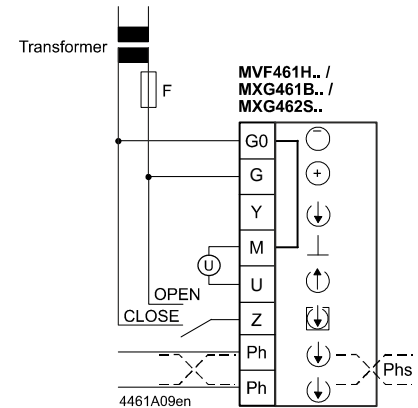 Transformer
F
MVF461H.. /
MXG461B.. /
MXG462S..
G0
G
Y
M
U
U
OPEN
CLOSE
Z
Ph
Ph
Phs
4461A09en